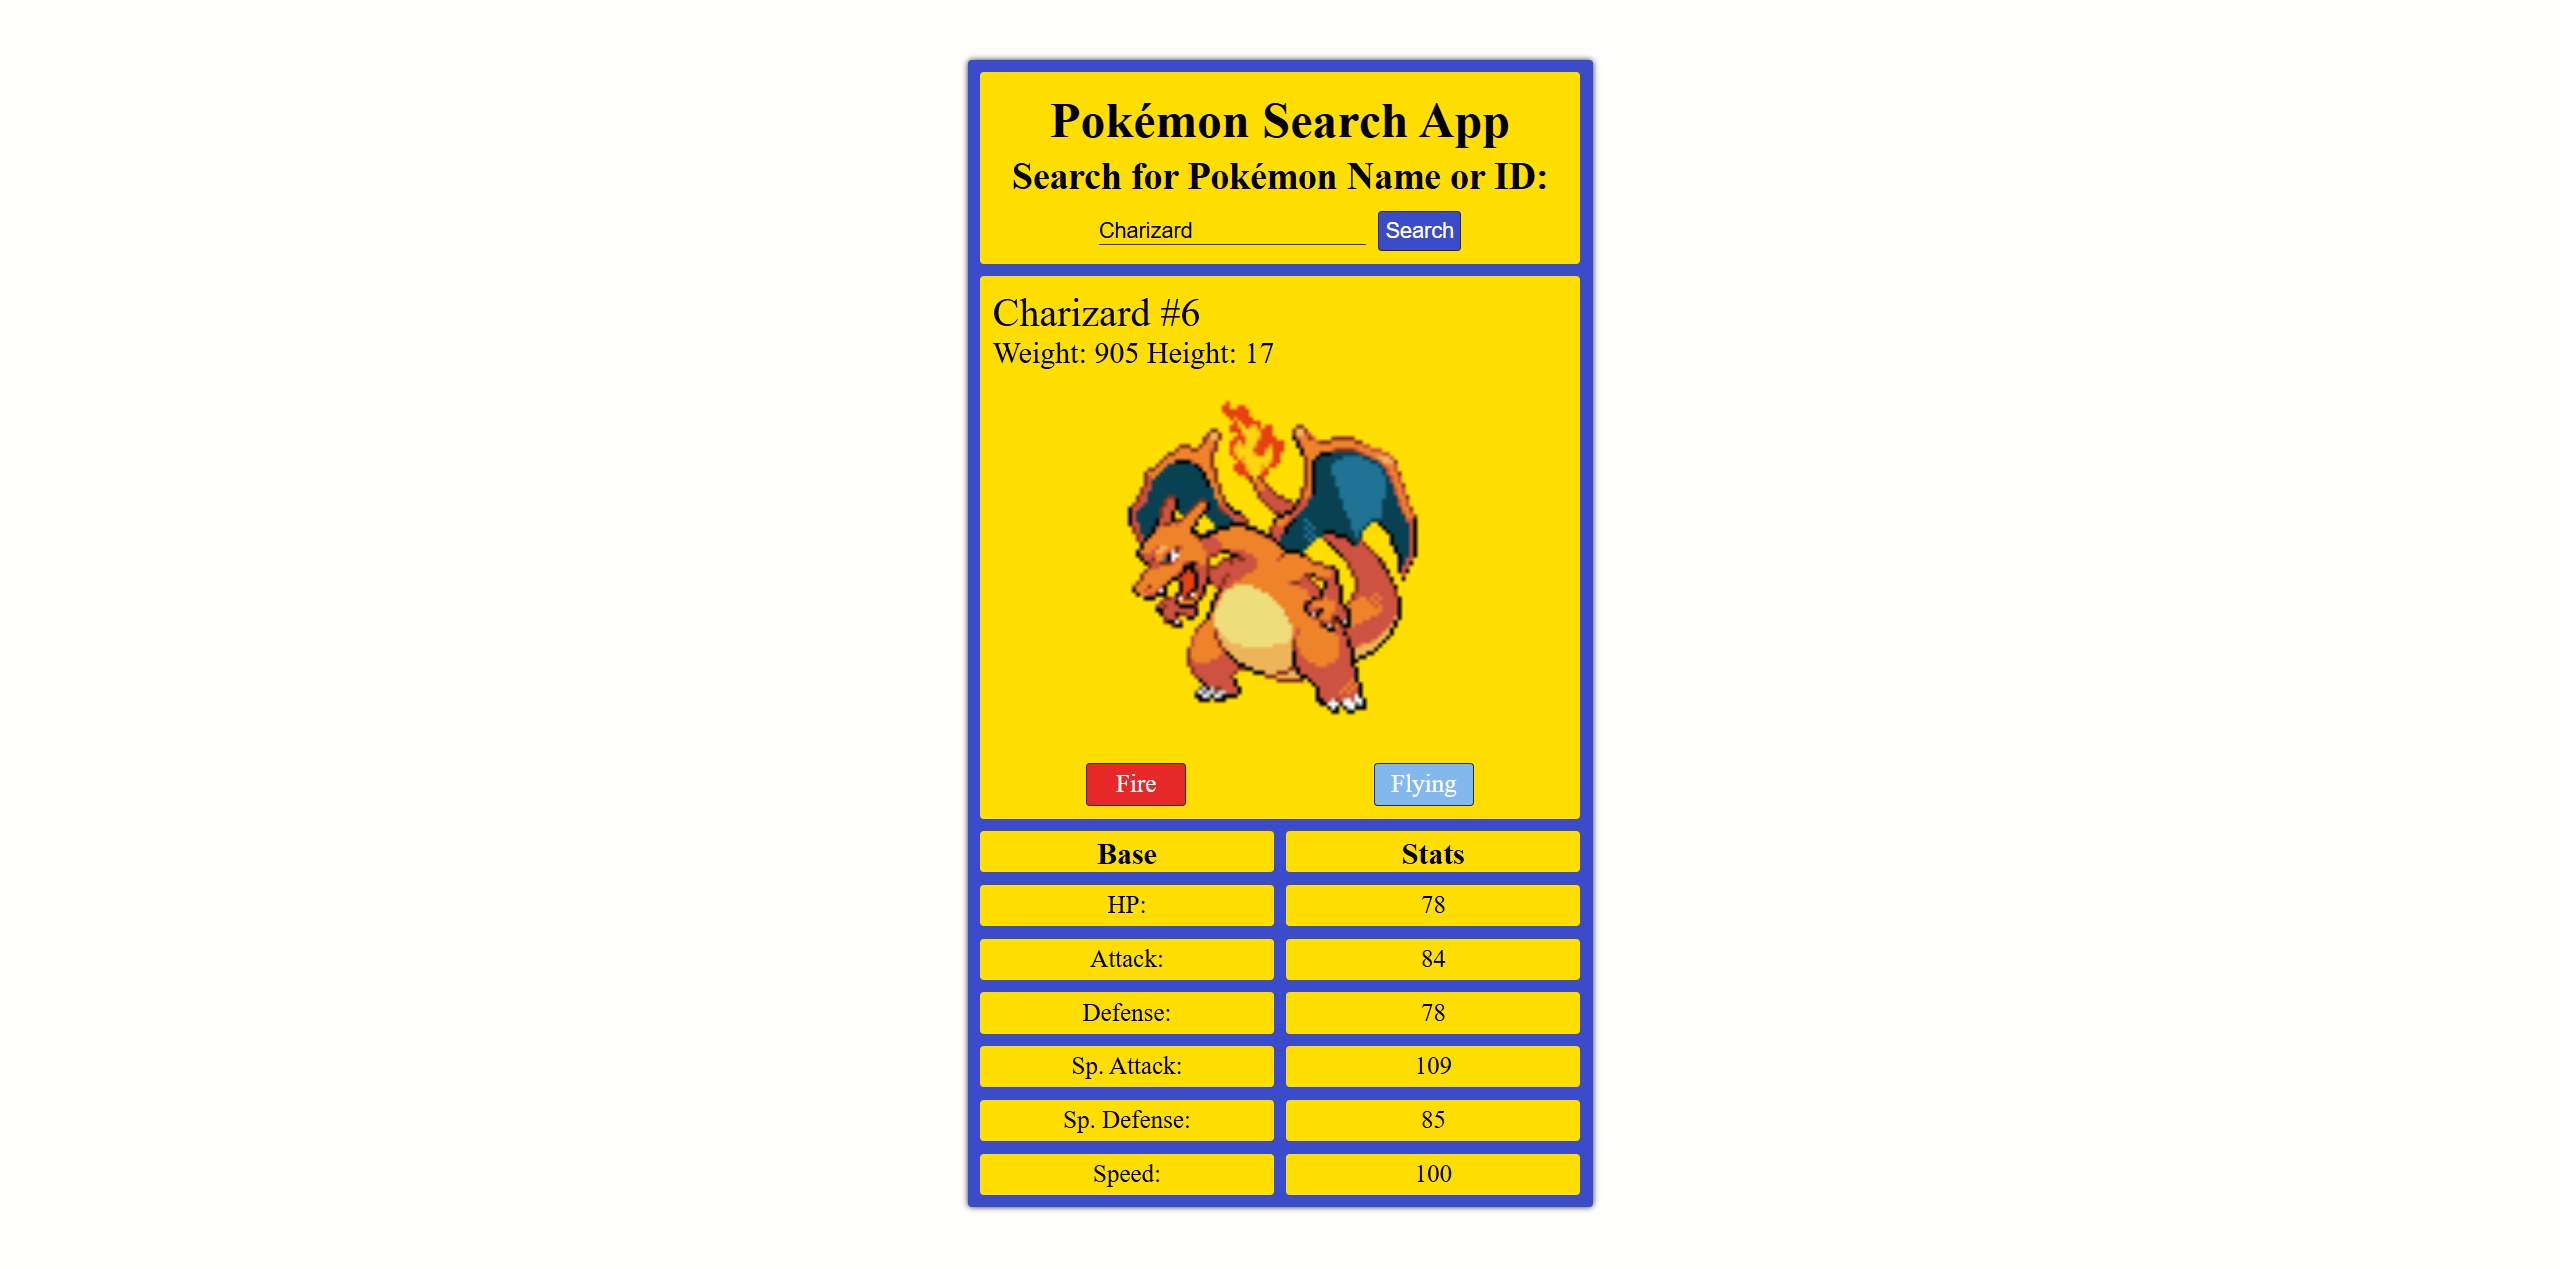 Pokémon Search App
Search for Pokémon Name or ID:
Charizard Search
Charizard #6
Weight: 905 Height: 17
Fire Flying
Base Stats
HP: 78
Attack: 84
Defense: 78
Sp. Attack: 109
Sp. Defense: 85
Speed: 100